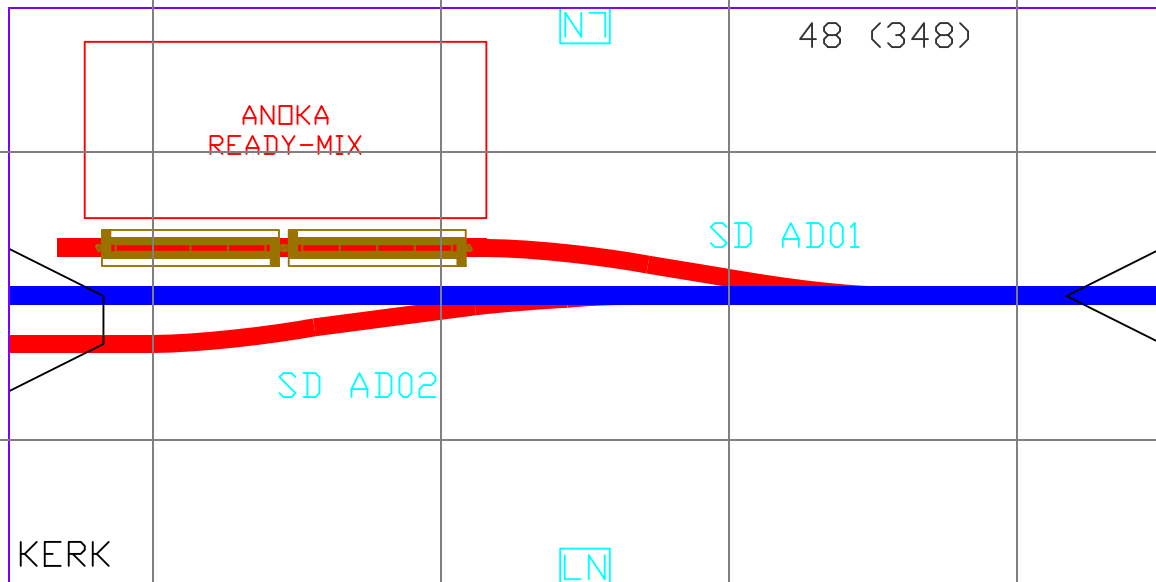 LN
48 (348)
ANOKA
READY-MIX
SD AD01
SD AD02
KERK
LN